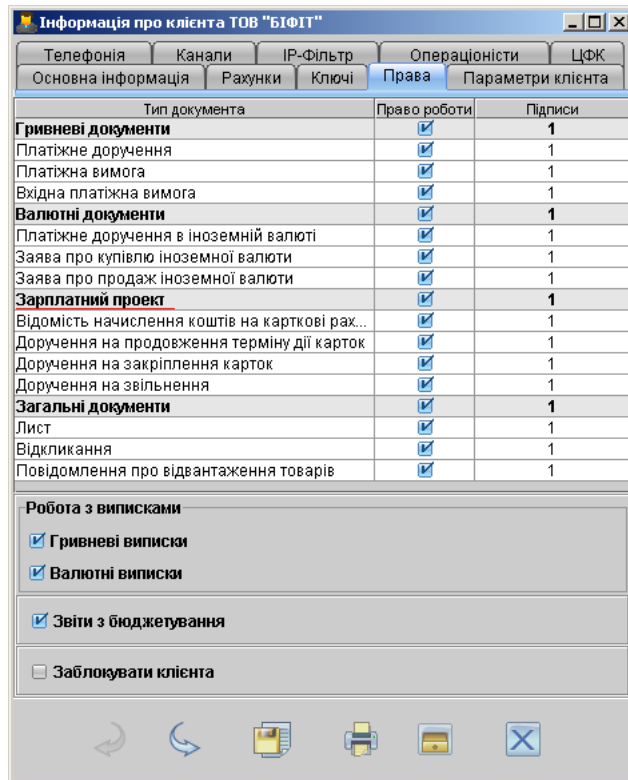 Інформація про клієнта ТОВ "БІФІТ"
Телефонія Канали IP-Фільтр Операціоністи ЦФК
Основна інформація Рахунки Ключі Права Параметри клієнта
Тип документа Право роботи Підписи
Гривневі документи 1
Платіжне доручення 1
Платіжна вимога 1
Вхідна платіжна вимога 1
Валютні документи 1
Платіжне доручення в іноземній валюті 1
Заява про купівлю іноземної валюти 1
Заява про продаж іноземної валюти 1
Зарплатний проект 1
Відомість начислення коштів на карткові рах... 1
Доручення на продовження терміну дії карток 1
Доручення на закріплення карток 1
Доручення на звільнення 1
Загальні документи 1
Лист 1
Відкликання 1
Повідомлення про відвантаження товарів 1
Робота з виписками
Гривневі виписки
Валютні виписки
Звіти з бюджетування
Заблокувати клієнта